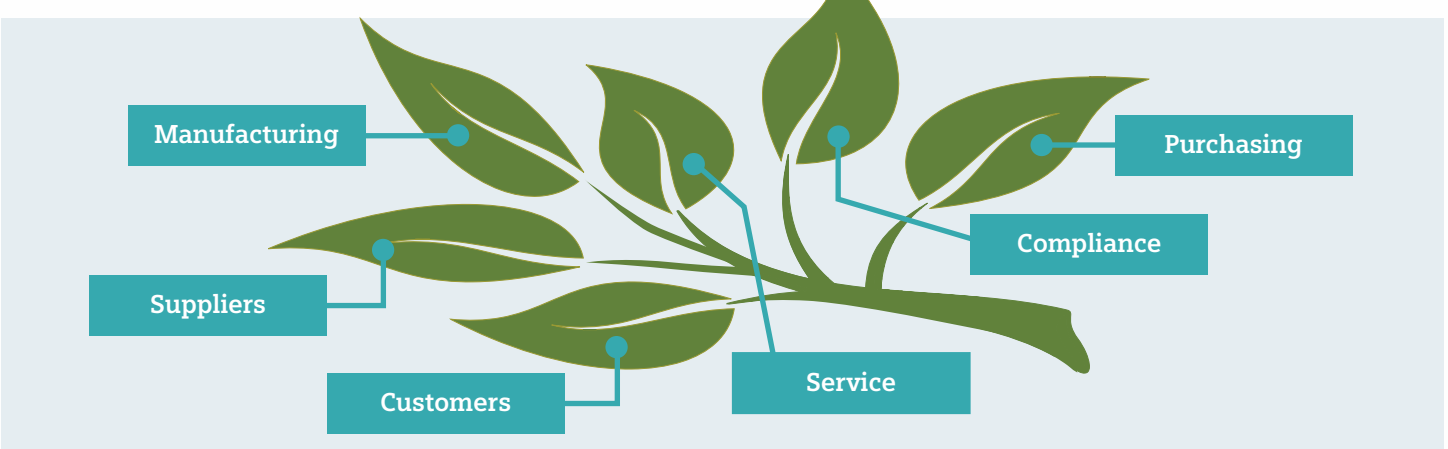 Manufacturing
Purchasing
Compliance
Suppliers
Service
Customers